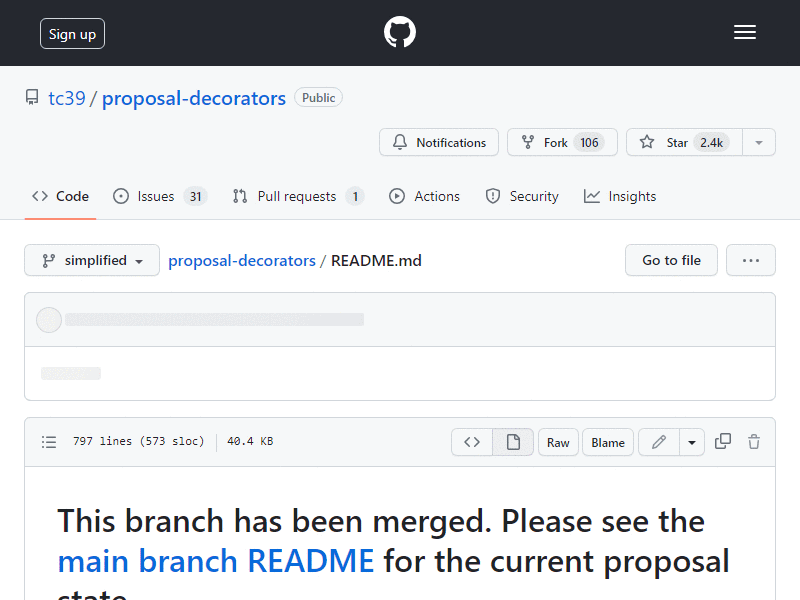 Sign up
tc39 / proposal-decorators Public
Notifications Fork 106 Star 2.4k
Code Issues 31 Pull requests 1 Actions Security Insights
simplified proposal-decorators / README.md Go to file
797 lines (573 sloc) 40.4 KB Raw Blame
This branch has been merged. Please see the
main branch README for the current proposal
state